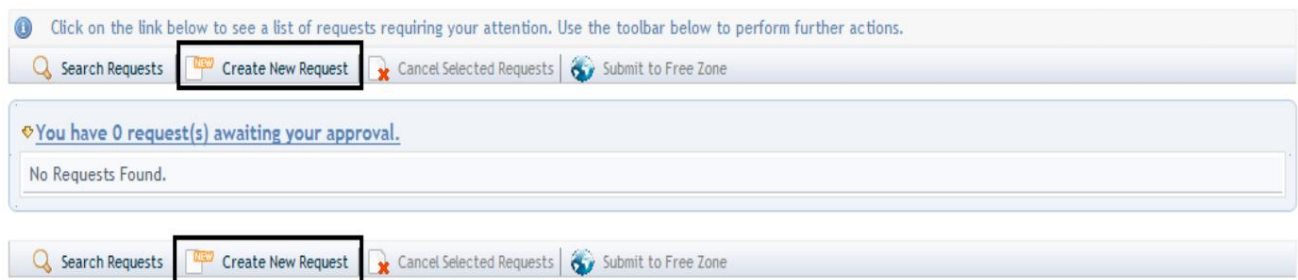 Click on the link below to see a list of requests requiring your attention. Use the toolbar below to perform further actions.
Search Requests NEW Create New Request Cancel Selected Requests Submit to Free Zone
You have 0 request(s) awaiting your approval.
No Requests Found.
Search Requests NEW Create New Request Cancel Selected Requests Submit to Free Zone